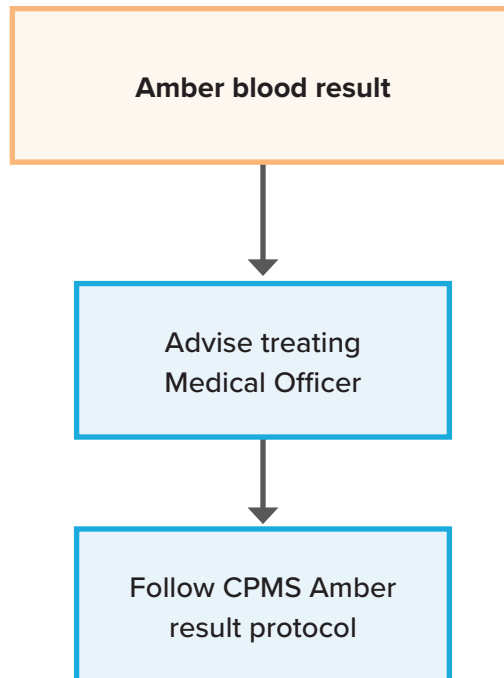 Amber blood result
Advise treating
Medical Officer
Follow CPMS Amber
result protocol